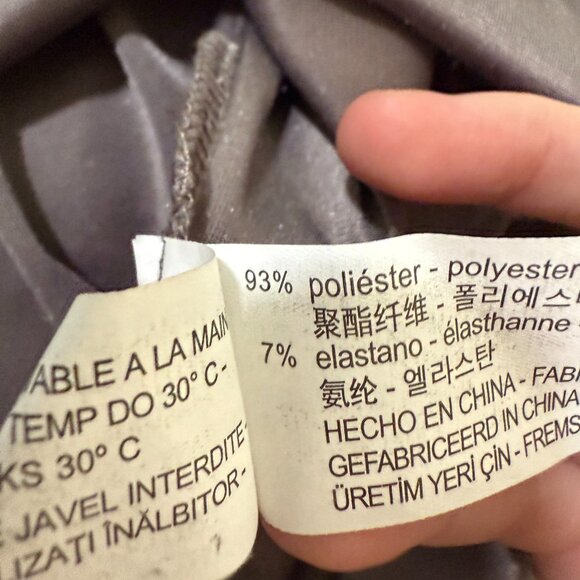 ABLE A LA MAIN
TEMP DO 30° C-
KS 30° C
JAVEL INTERDITE -
LIZAȚI ÎNĂLBITOR -
93% poliéster - polyester
聚酯纤维 - 폴리에스
7% elastano - élasthanne -
氨纶 - 엘라스탄
HECHO EN CHINA - FABR
GEFABRICEERD IN CHINA
ÜRETİM YERİ ÇİN - FREMS